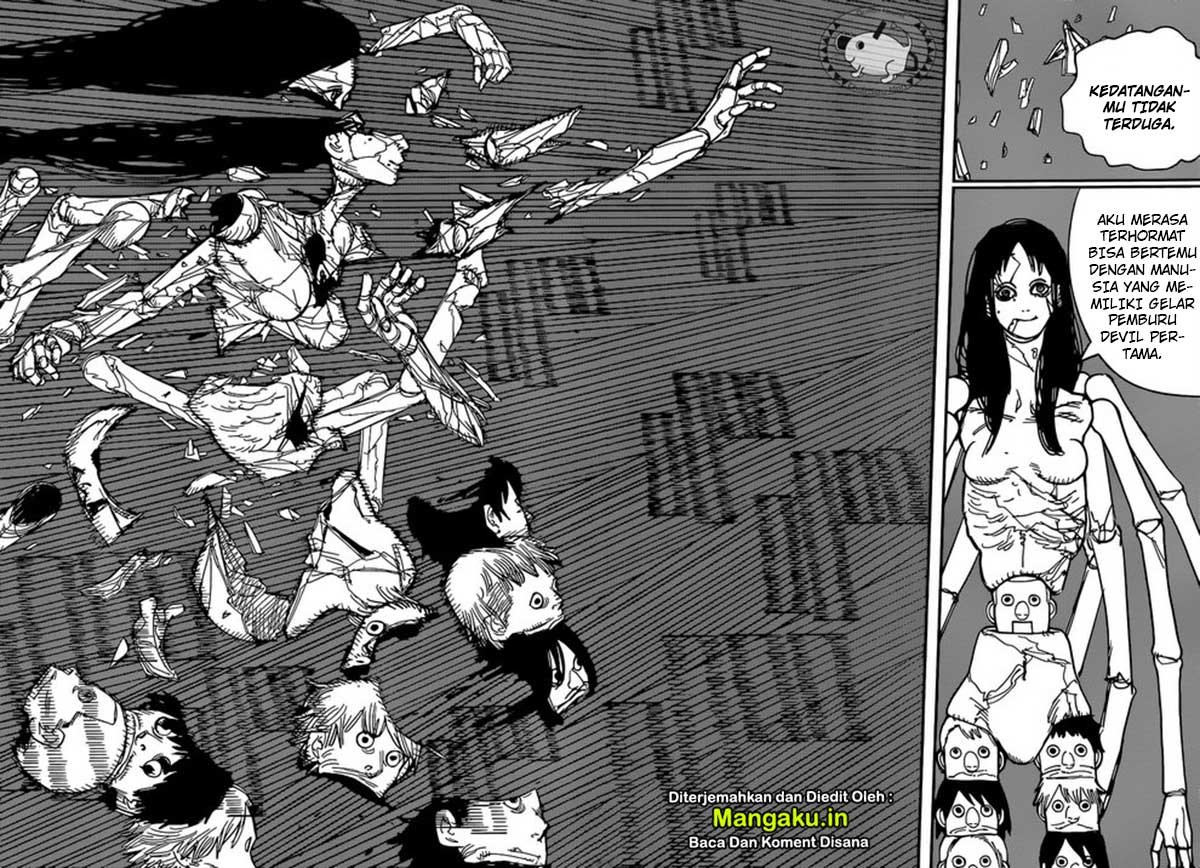 KEDATANGAN-
MU TIDAK
TERDUGA.
AKU MERASA
TERHORMAT
BISA BERTEMU
DENGAN MANU-
SIA YANG ME-
MILIKI GELAR
PEMBURU
DEVIL PER-
TAMA.
Diterjemahkan dan Diedit Oleh :
Mangaku.in
Baca Dan Koment Disana